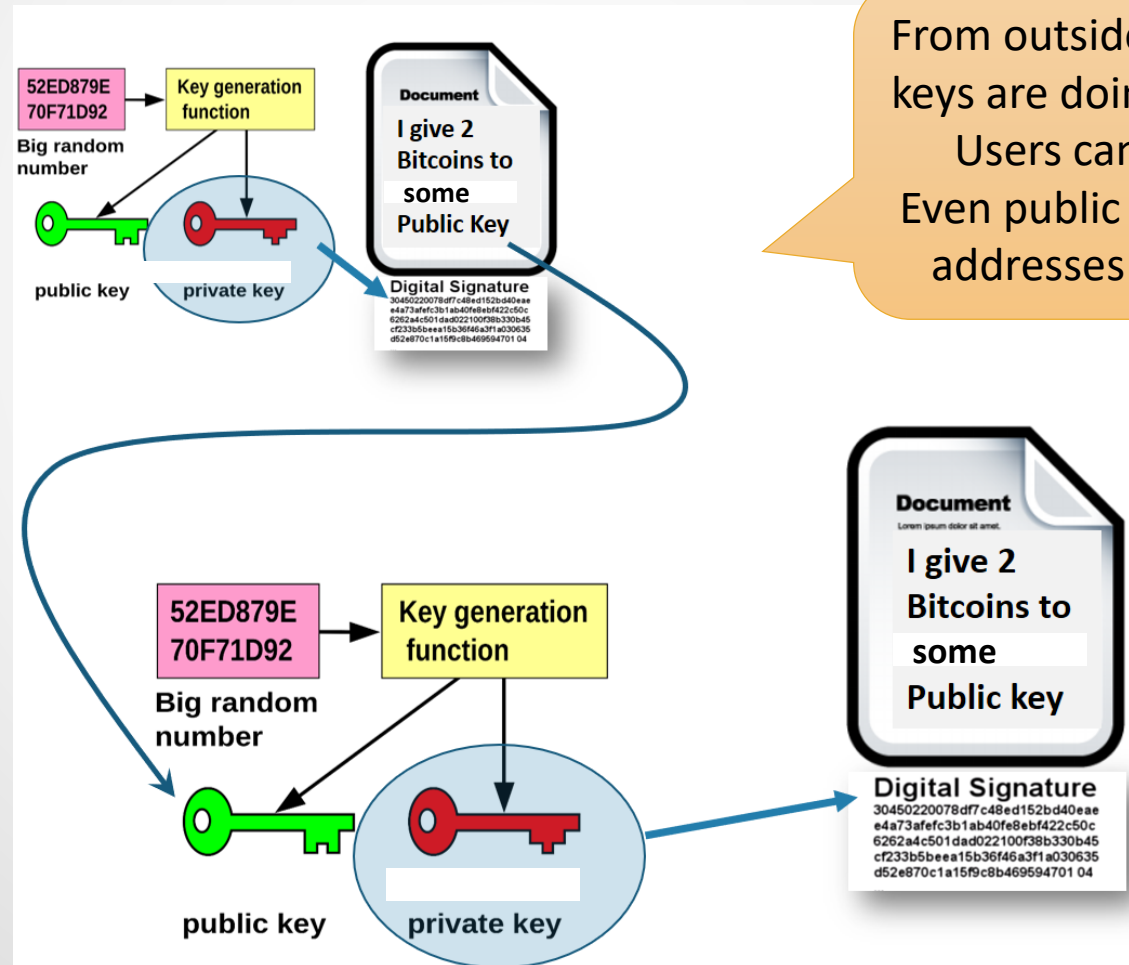 52ED879E
70F71D92
Big random
number
Key generation
function
public key
private key
Document
I give 2
Bitcoins to
some
Public Key
Digital Signature
30450220078df7c48ed152bd40eae
e4a73afefc3b1ab40fe8ebf422c50c
6262a4c501dad022100f38b330b45
cf233b5beea15b36f46a3f1a030635
d52e870c1a15f9c8b469594701 04
From outside
keys are doin
Users can
Even public
addresses
52ED879E
70F71D92
Big random
number
Key generation
function
public key
private key
Document
Lorem ipsum dolor sit amet.
I give 2
Bitcoins to
some
Public key
Digital Signature
30450220078df7c48ed152bd40eae
e4a73afefc3b1ab40fe8ebf422c50c
6262a4c501dad022100f38b330b45
cf233b5beea15b36f46a3f1a030635
d52e870c1a15f9c8b469594701 04